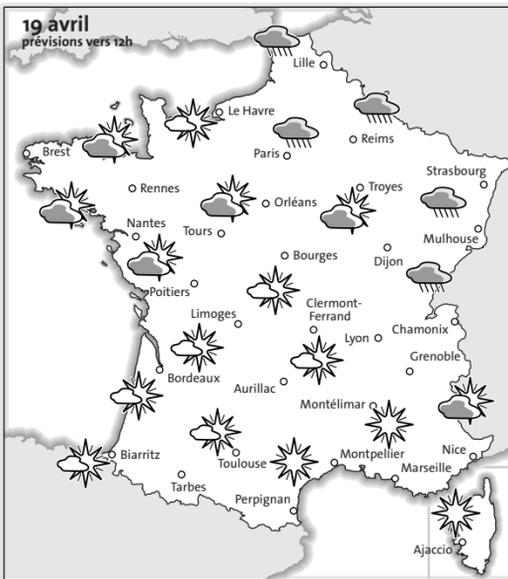 19 avril
prévisions vers 12h
Lille
Le Havre
Reims
Brest
Paris
Strasbourg
Rennes
Troyes
Orléans
Nantes
Tours
Mulhouse
Dijon
Bourges
Poitiers
Clermont-
Ferrand
Limoges
Chamonix
Lyon
Grenoble
Bordeaux
Aurillac
Montélimar
Biarritz
Toulouse
Montpellier
Nice
Marseille
Tarbes
Perpignan
Ajaccio